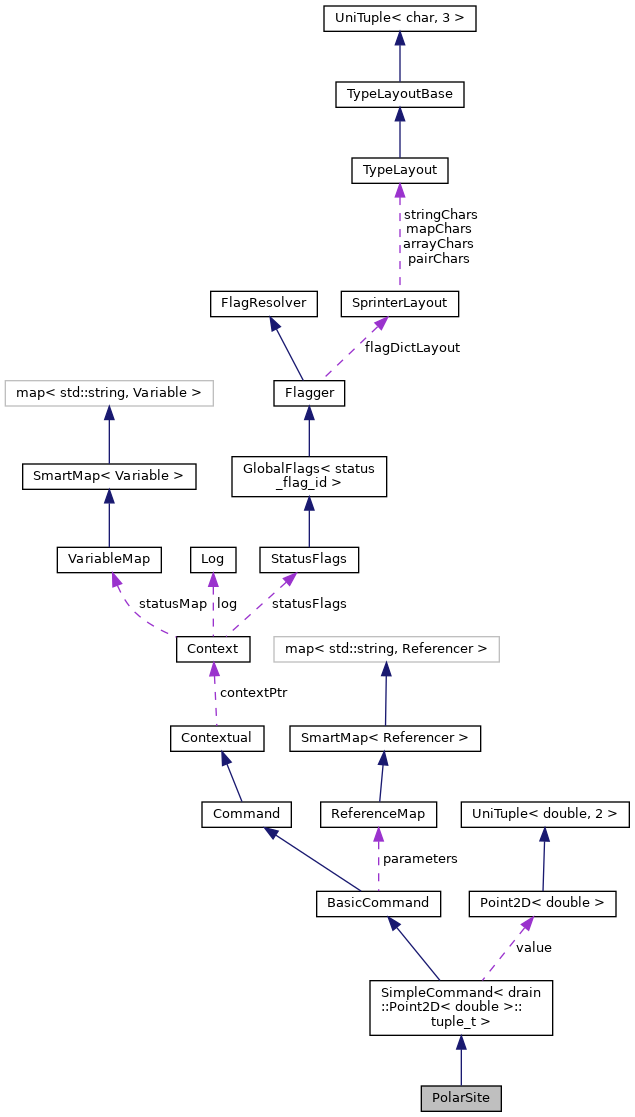 UniTuple< char, 3 >
TypeLayoutBase
TypeLayout
stringChars
mapChars
arrayChars
pairChars
FlagResolver
SprinterLayout
flagDictLayout
map< std::string, Variable >
Flagger
SmartMap< Variable >
GlobalFlags< status
_flag_id >
VariableMap
Log
StatusFlags
statusMap
log
statusFlags
Context
map< std::string, Referencer >
contextPtr
Contextual
SmartMap< Referencer >
Command
ReferenceMap
UniTuple< double, 2 >
parameters
BasicCommand
Point2D< double >
value
SimpleCommand< drain
::Point2D< double >::
tuple_t >
PolarSite